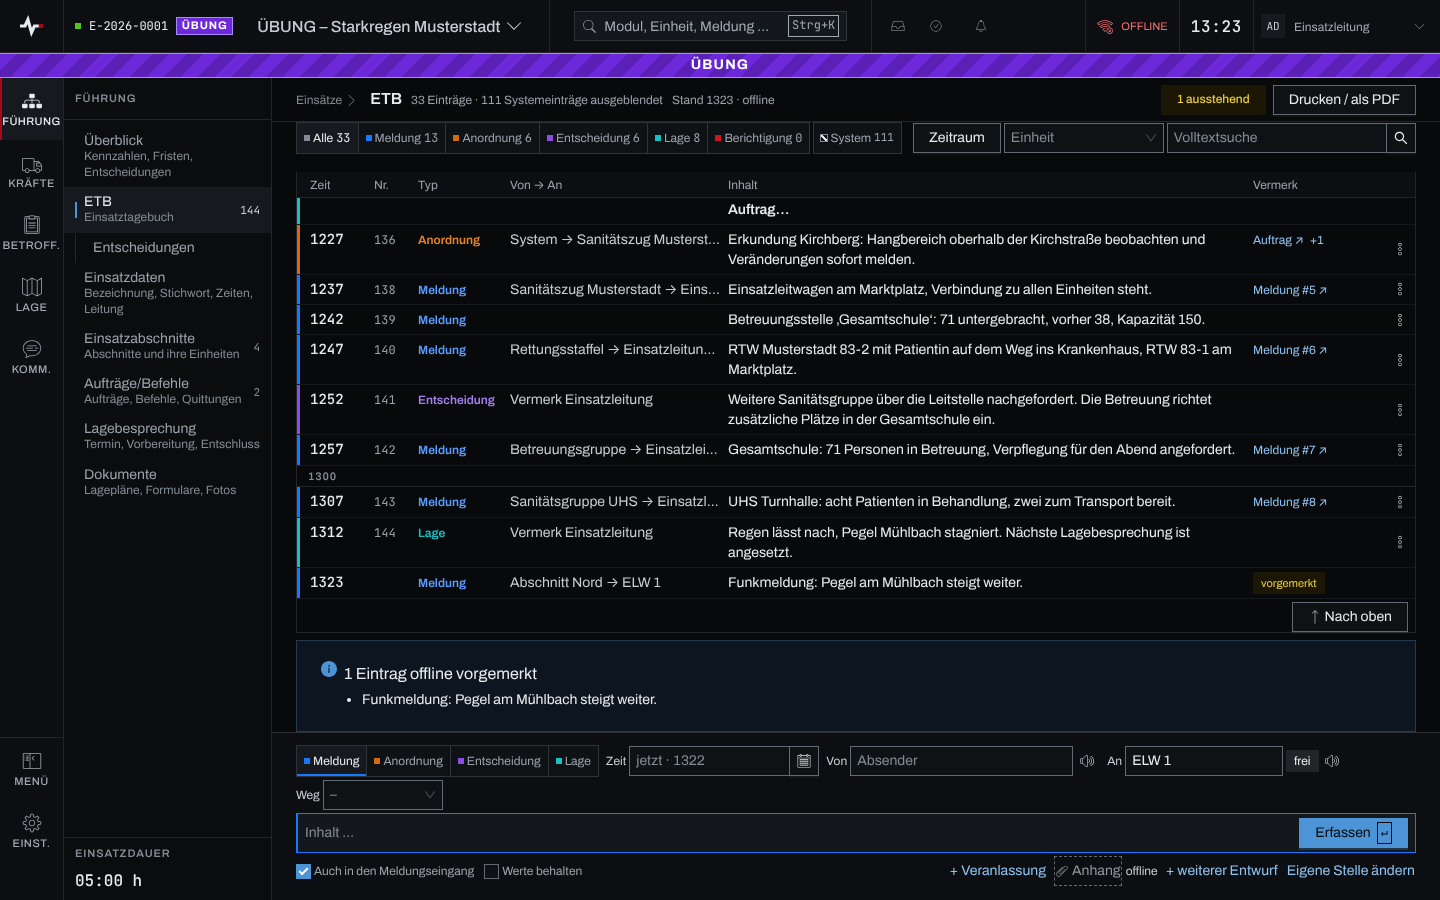 E-2026-0001 ÜBUNG ÜBUNG – Starkregen Musterstadt Modul, Einheit, Meldung ... Strg+K OFFLINE 13:23 AD Einsatzleitung
ÜBUNG
FÜHRUNG
KRÄFTE
BETROFF.
LAGE
KOMM.
MENÜ
EINST.
FÜHRUNG
Überblick
Kennzahlen, Fristen,
Entscheidungen
ETB
Einsatztagebuch 144
Entscheidungen
Einsatzdaten
Bezeichnung, Stichwort, Zeiten,
Leitung
Einsatzabschnitte
Abschnitte und ihre Einheiten 4
Aufträge/Befehle
Aufträge, Befehle, Quittungen 2
Lagebesprechung
Termin, Vorbereitung, Entschluss
Dokumente
Lagepläne, Formulare, Fotos
EINSATZDAUER
05:00 h
Einsätze ETB 33 Einträge · 111 Systemeinträge ausgeblendet Stand 1323 · offline 1 ausstehend Drucken / als PDF
Alle 33 Meldung 13 Anordnung 6 Entscheidung 6 Lage 8 Berichtigung 0 System 111 Zeitraum Einheit Volltextsuche
Zeit Nr. Typ Von → An Inhalt Vermerk
Auftrag...
1227 136 Anordnung System → Sanitätszug Musterst... Erkundung Kirchberg: Hangbereich oberhalb der Kirchstraße beobachten und Auftrag ↗ +1
Veränderungen sofort melden.
1237 138 Meldung Sanitätszug Musterstadt → Eins... Einsatzleitwagen am Marktplatz, Verbindung zu allen Einheiten steht. Meldung #5 ↗
1242 139 Meldung Betreuungsstelle ‚Gesamtschule‘: 71 untergebracht, vorher 38, Kapazität 150.
1247 140 Meldung Rettungsstaffel → Einsatzleitun... RTW Musterstadt 83-2 mit Patientin auf dem Weg ins Krankenhaus, RTW 83-1 am Meldung #6 ↗
Marktplatz.
1252 141 Entscheidung Vermerk Einsatzleitung Weitere Sanitätsgruppe über die Leitstelle nachgefordert. Die Betreuung richtet
zusätzliche Plätze in der Gesamtschule ein.
1257 142 Meldung Betreuungsgruppe → Einsatzlei... Gesamtschule: 71 Personen in Betreuung, Verpflegung für den Abend angefordert. Meldung #7 ↗
1300
1307 143 Meldung Sanitätsgruppe UHS → Einsatzl... UHS Turnhalle: acht Patienten in Behandlung, zwei zum Transport bereit. Meldung #8 ↗
1312 144 Lage Vermerk Einsatzleitung Regen lässt nach, Pegel Mühlbach stagniert. Nächste Lagebesprechung ist
angesetzt.
1323 Meldung Abschnitt Nord → ELW 1 Funkmeldung: Pegel am Mühlbach steigt weiter. vorgemerkt
↑ Nach oben
1 Eintrag offline vorgemerkt
• Funkmeldung: Pegel am Mühlbach steigt weiter.
Meldung Anordnung Entscheidung Lage Zeit jetzt · 1322 Von Absender An ELW 1 frei
Weg –
Inhalt ... Erfassen ↵
Auch in den Meldungseingang Werte behalten + Veranlassung Anhang offline + weiterer Entwurf Eigene Stelle ändern